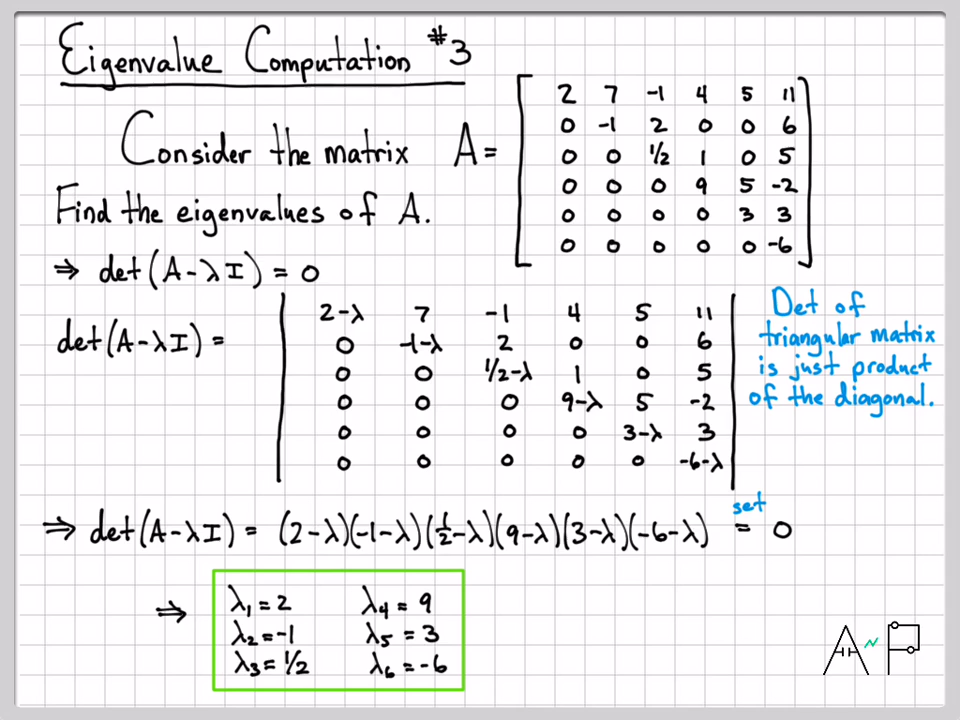 Eigenvalue Computation #3
Consider the matrix A = [ 2 7 -1 4 5 11
0 -1 2 0 0 6
0 0 1/2 1 0 5
0 0 0 9 5 -2
0 0 0 0 3 3
0 0 0 0 0 -6 ]
Find the eigenvalues of A.
⇒ det(A-λI) = 0
det(A-λI) = | 2-λ 7 -1 4 5 11
0 -1-λ 2 0 0 6
0 0 1/2-λ 1 0 5
0 0 0 9-λ 5 -2
0 0 0 0 3-λ 3
0 0 0 0 0 -6-λ |
Det of
triangular matrix
is just product
of the diagonal.
⇒ det(A-λI) = (2-λ)(-1-λ)(1/2-λ)(9-λ)(3-λ)(-6-λ) set = 0
⇒ λ1 = 2 λ4 = 9
λ2 = -1 λ5 = 3
λ3 = 1/2 λ6 = -6
A~P